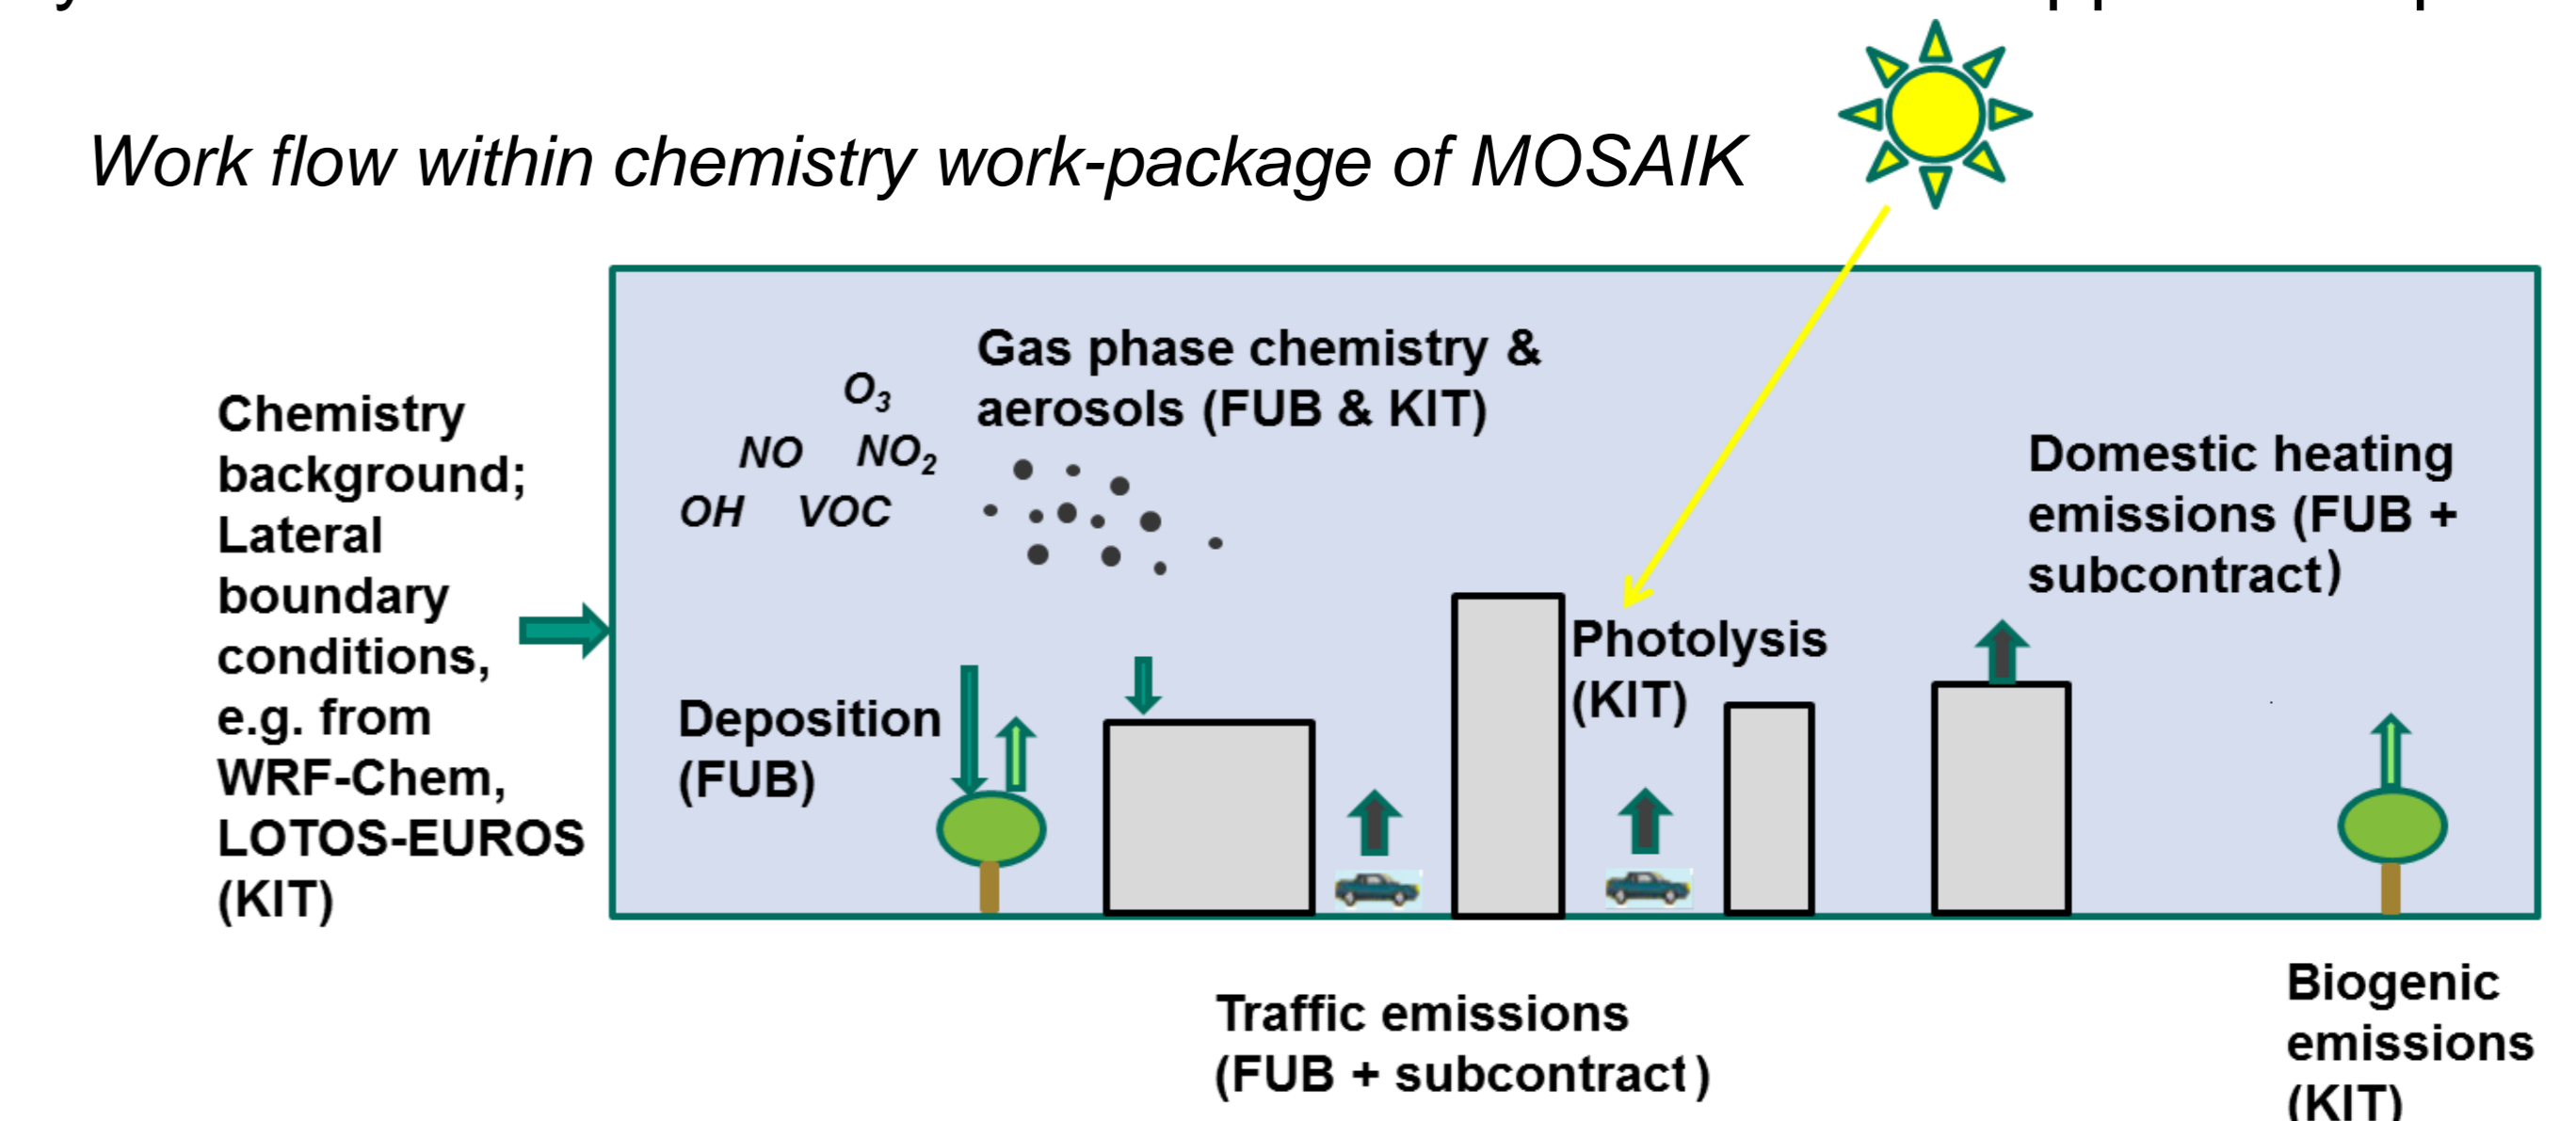 Work flow within chemistry work-package of MOSAIK
Chemistry
background;
Lateral
boundary
conditions,
e.g. from
WRF-Chem,
LOTOS-EUROS
(KIT)
O₃
NO NO₂
OH VOC
Gas phase chemistry &
aerosols (FUB & KIT)
Deposition
(FUB)
Photolysis
(KIT)
Domestic heating
emissions (FUB +
subcontract)
Traffic emissions
(FUB + subcontract)
Biogenic
emissions
(KIT)